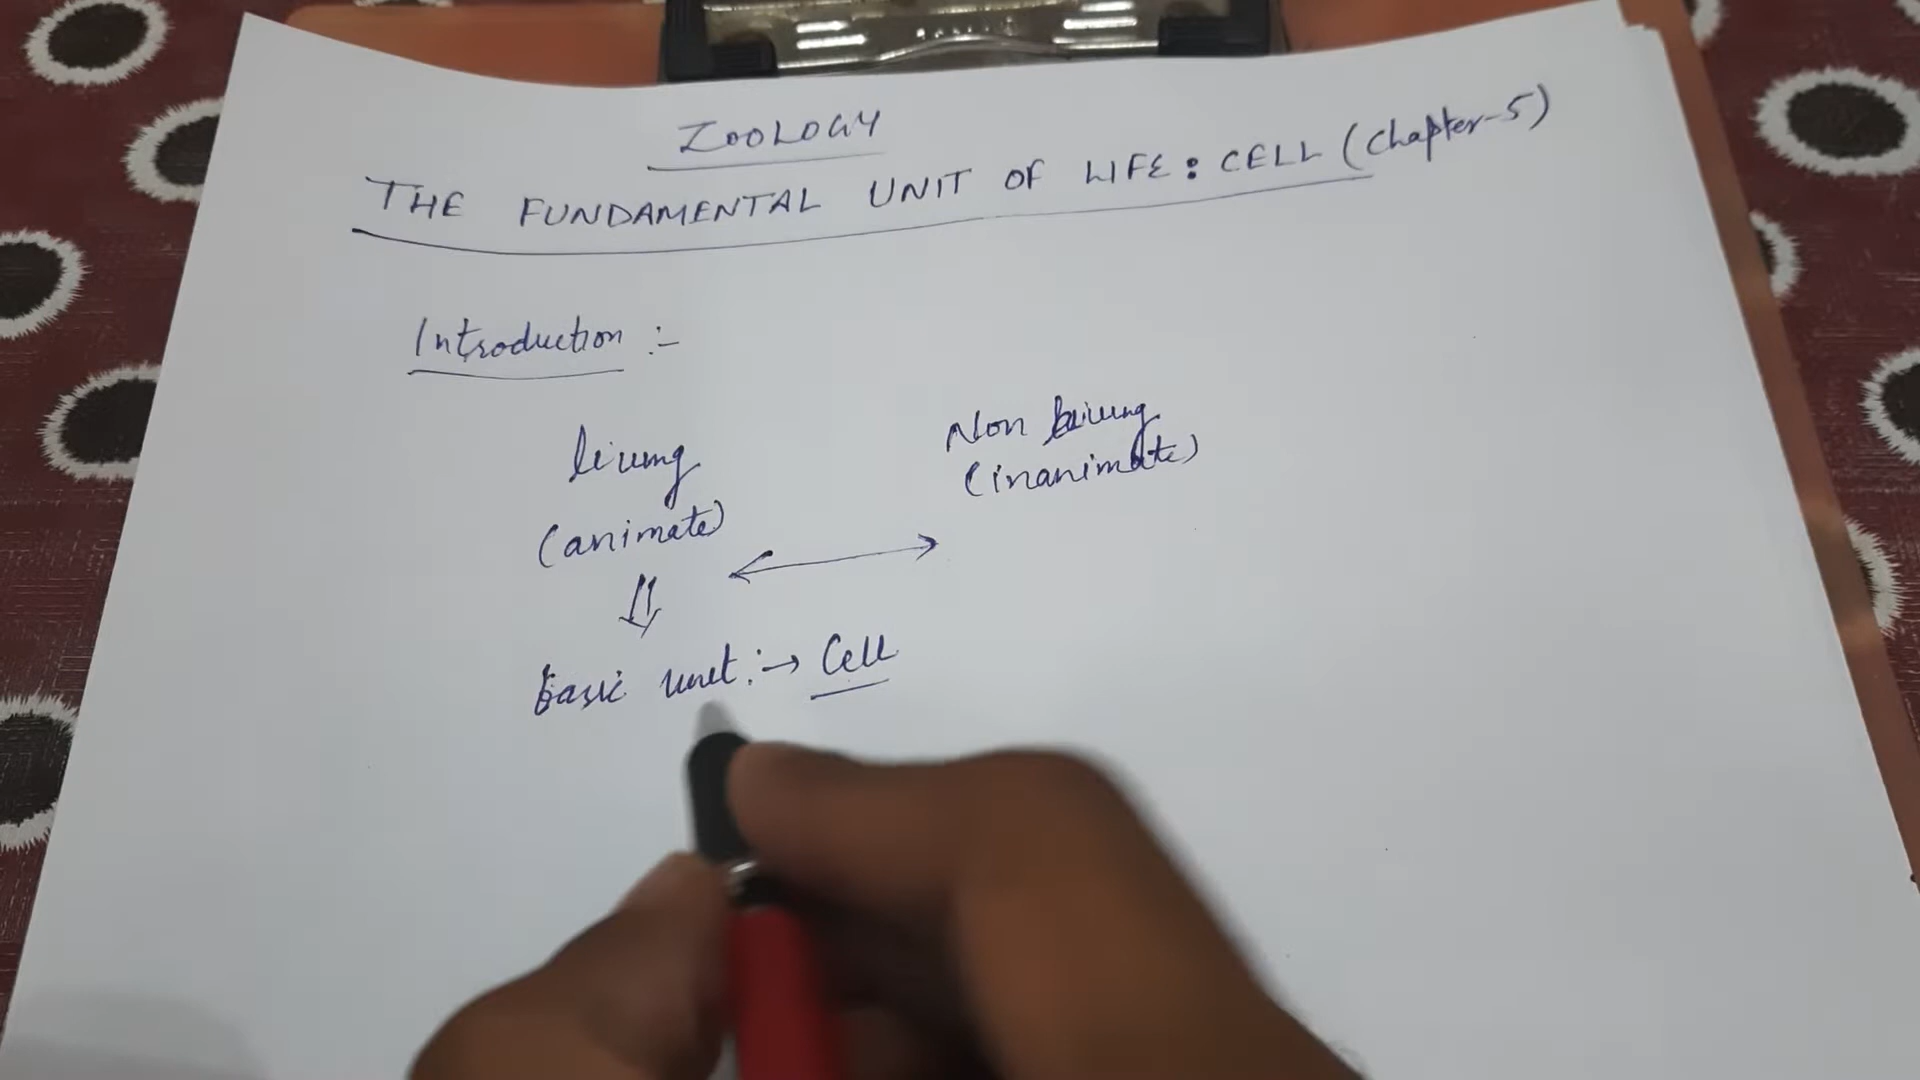 ZOOLOGY
THE FUNDAMENTAL UNIT OF LIFE: CELL (Chapter-5)
Introduction :-
living
(animate)
Non living
(inanimate)
basic unit :→ Cell